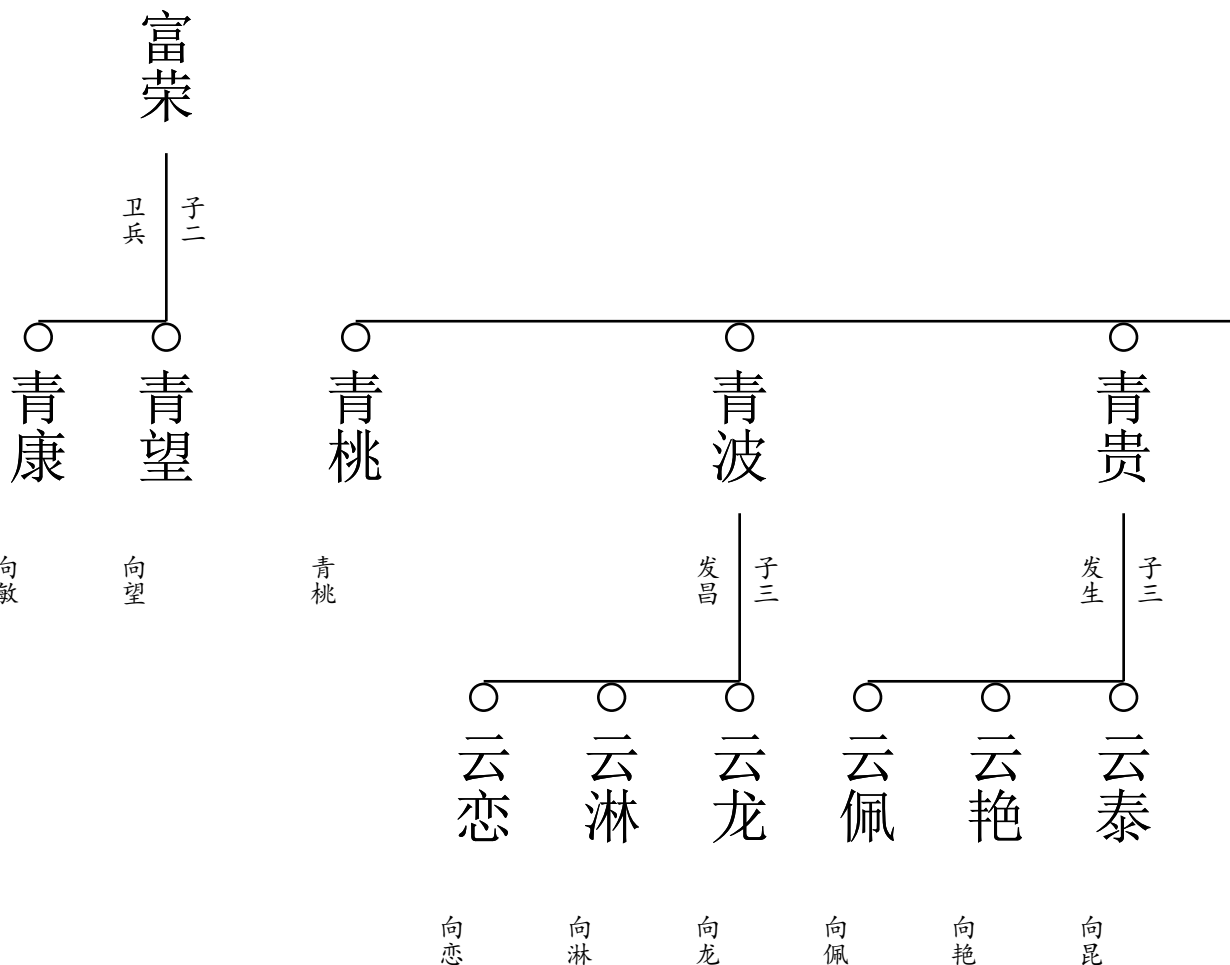 富荣
子二
卫兵
青贵
青波
青桃
青望
青康
子三
发生
子三
发昌
青桃
向望
向敏
云泰
云艳
云佩
云龙
云淋
云恋
向昆
向艳
向佩
向龙
向淋
向恋